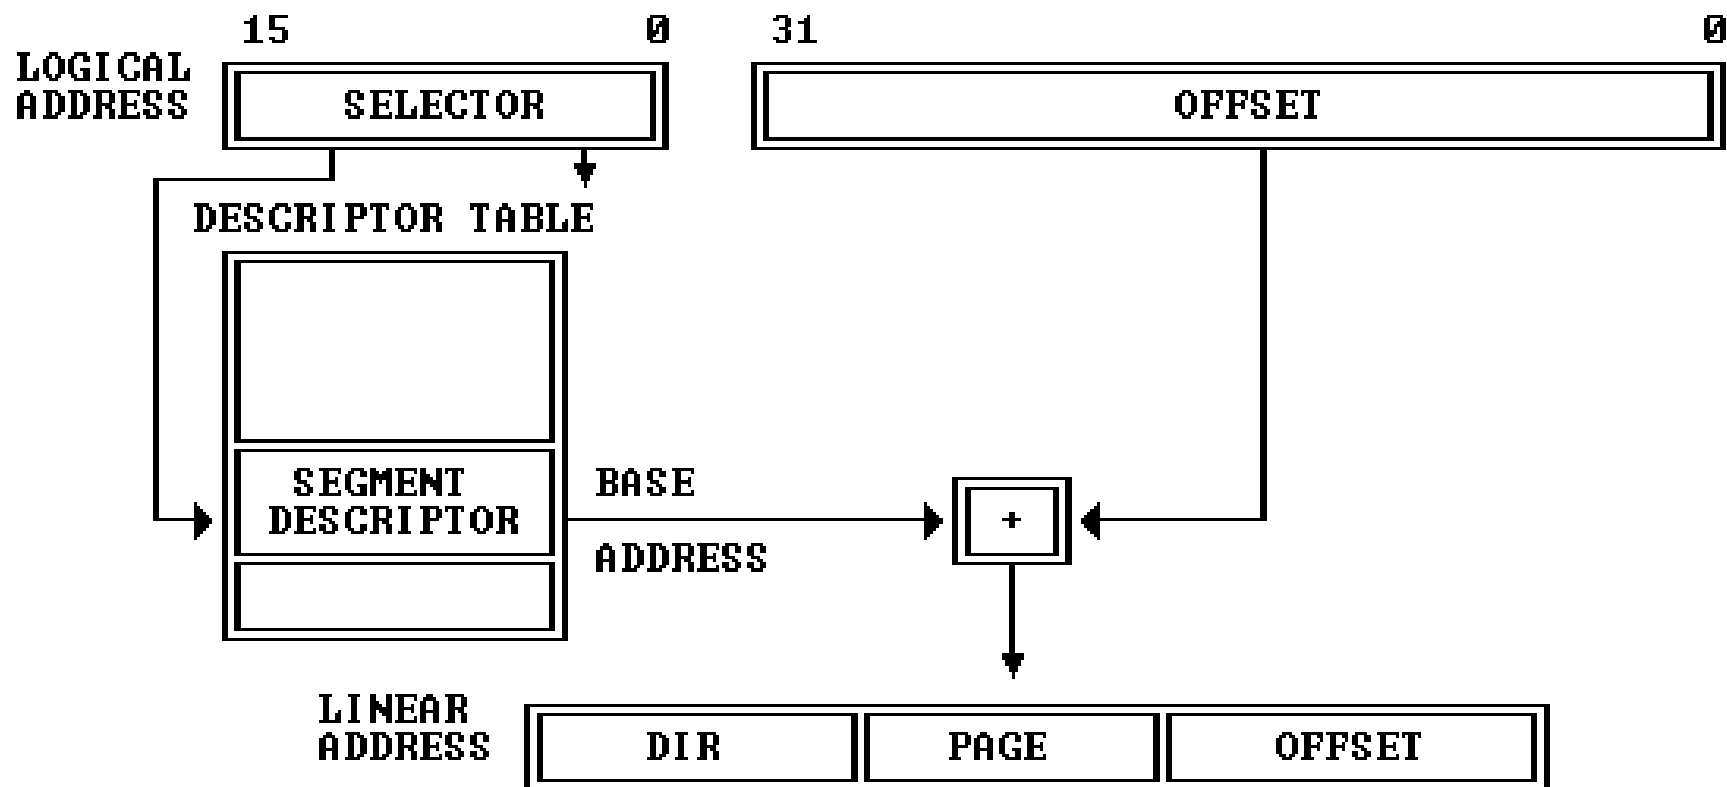 15 0 31 0
LOGICAL
ADDRESS
SELECTOR
OFFSET
DESCRIPTOR TABLE
SEGMENT
DESCRIPTOR
BASE
ADDRESS
+
LINEAR
ADDRESS
DIR
PAGE
OFFSET